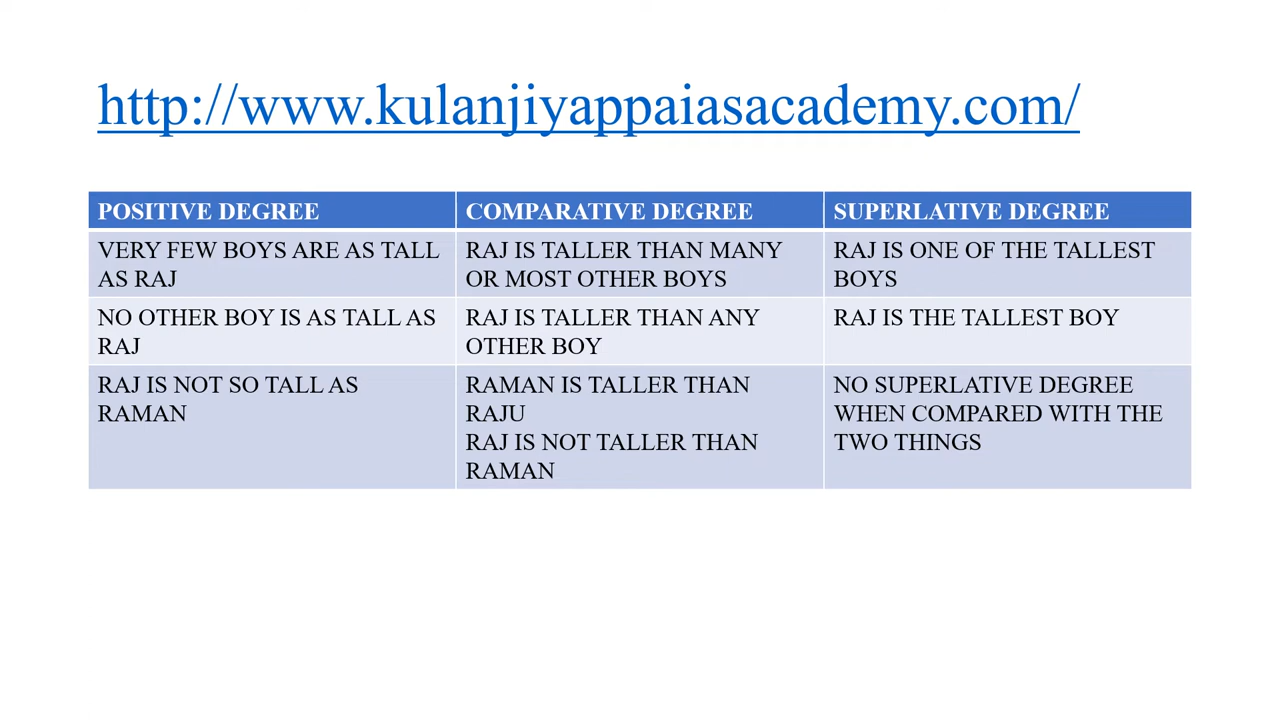 http://www.kulanjiyappaiasacademy.com/
POSITIVE DEGREE
COMPARATIVE DEGREE
SUPERLATIVE DEGREE
VERY FEW BOYS ARE AS TALL
AS RAJ
RAJ IS TALLER THAN MANY
OR MOST OTHER BOYS
RAJ IS ONE OF THE TALLEST
BOYS
NO OTHER BOY IS AS TALL AS
RAJ
RAJ IS TALLER THAN ANY
OTHER BOY
RAJ IS THE TALLEST BOY
RAJ IS NOT SO TALL AS
RAMAN
RAMAN IS TALLER THAN
RAJU
RAJ IS NOT TALLER THAN
RAMAN
NO SUPERLATIVE DEGREE
WHEN COMPARED WITH THE
TWO THINGS